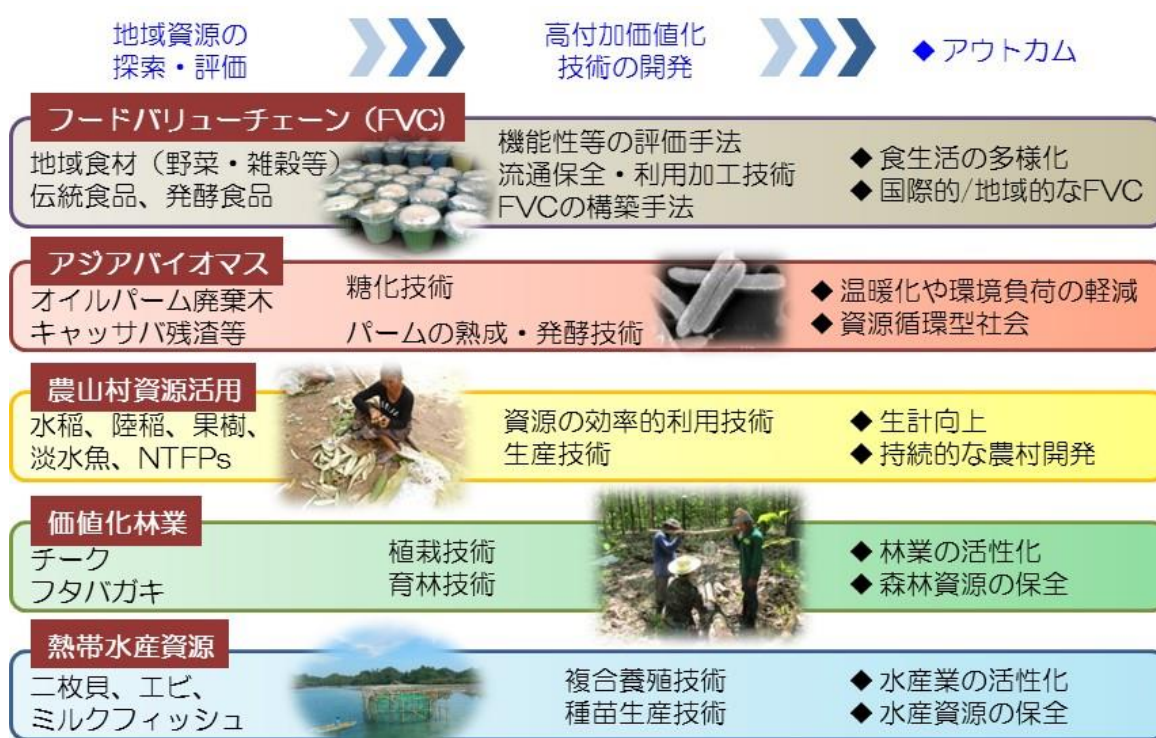 地域資源の
探索・評価
高付加価値化
技術の開発
◆アウトカム
フードバリューチェーン（FVC）
地域食材（野菜・雑穀等）
伝統食品、発酵食品
機能性等の評価手法
流通保全・利用加工技術
FVCの構築手法
◆食生活の多様化
◆国際的/地域的なFVC
アジアバイオマス
オイルパーム廃棄木
キャッサバ残渣等
糖化技術
パームの熟成・発酵技術
◆温暖化や環境負荷の軽減
◆資源循環型社会
農山村資源活用
水稲、陸稲、果樹、
淡水魚、NTFPs
資源の効率的利用技術
生産技術
◆生計向上
◆持続的な農村開発
価値化林業
チーク
フタバガキ
植栽技術
育林技術
◆林業の活性化
◆森林資源の保全
熱帯水産資源
二枚貝、エビ、
ミルクフィッシュ
複合養殖技術
種苗生産技術
◆水産業の活性化
◆水産資源の保全